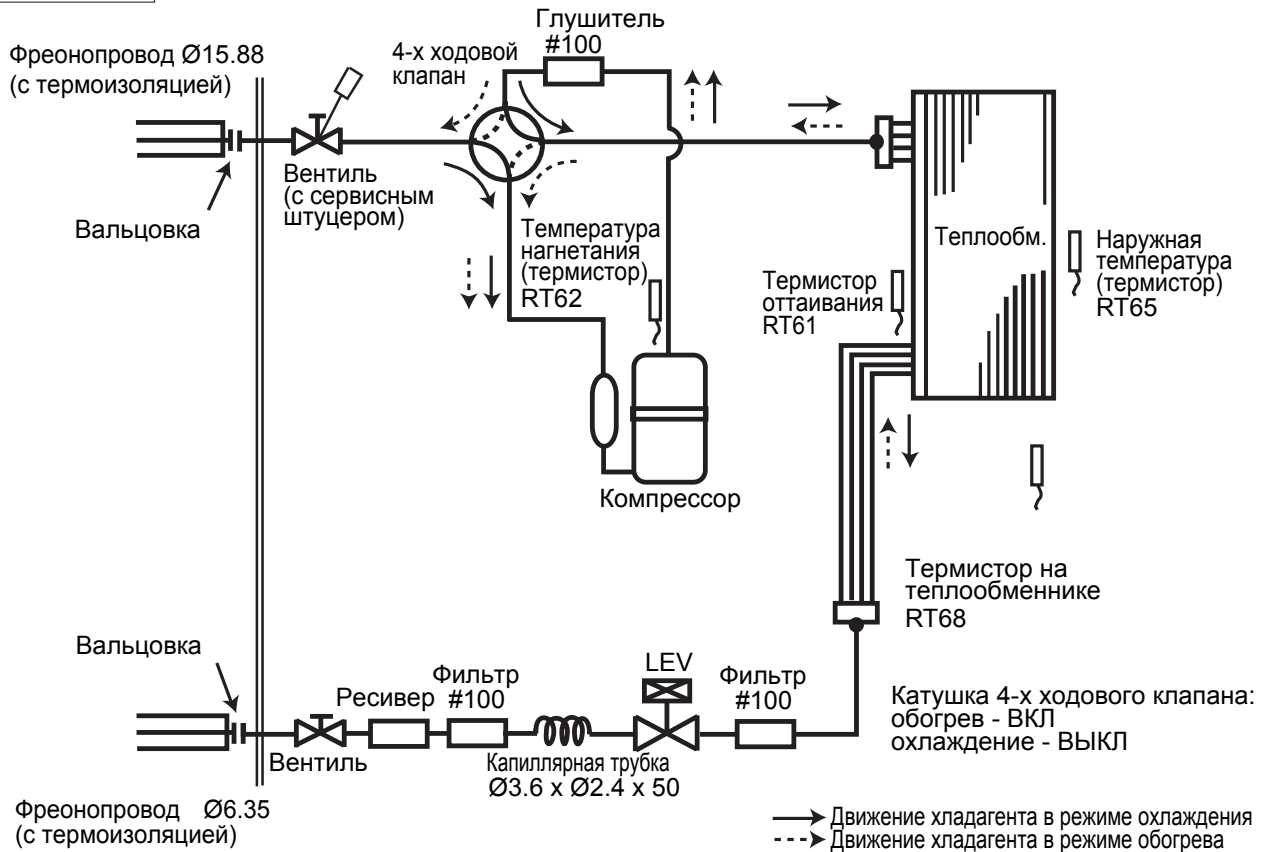 Глушитель
#100
Фреонопровод Ø15.88
(с термоизоляцией)
4-х ходовой
клапан
Вентиль
(с сервисным
штуцером)
Вальцовка
Температура
нагнетания
(термистор)
RT62
Термистор
оттаивания
RT61
Теплообм.
Наружная
температура
(термистор)
RT65
Компрессор
Термистор на
теплообменнике
RT68
Вальцовка
Ресивер
Фильтр
#100
LEV
Фильтр
#100
Вентиль
Капиллярная трубка
Ø3.6 x Ø2.4 x 50
Катушка 4-х ходового клапана:
обогрев - ВКЛ
охлаждение - ВЫКЛ
Фреонопровод Ø6.35
(с термоизоляцией)
Движение хладагента в режиме охлаждения
Движение хладагента в режиме обогрева